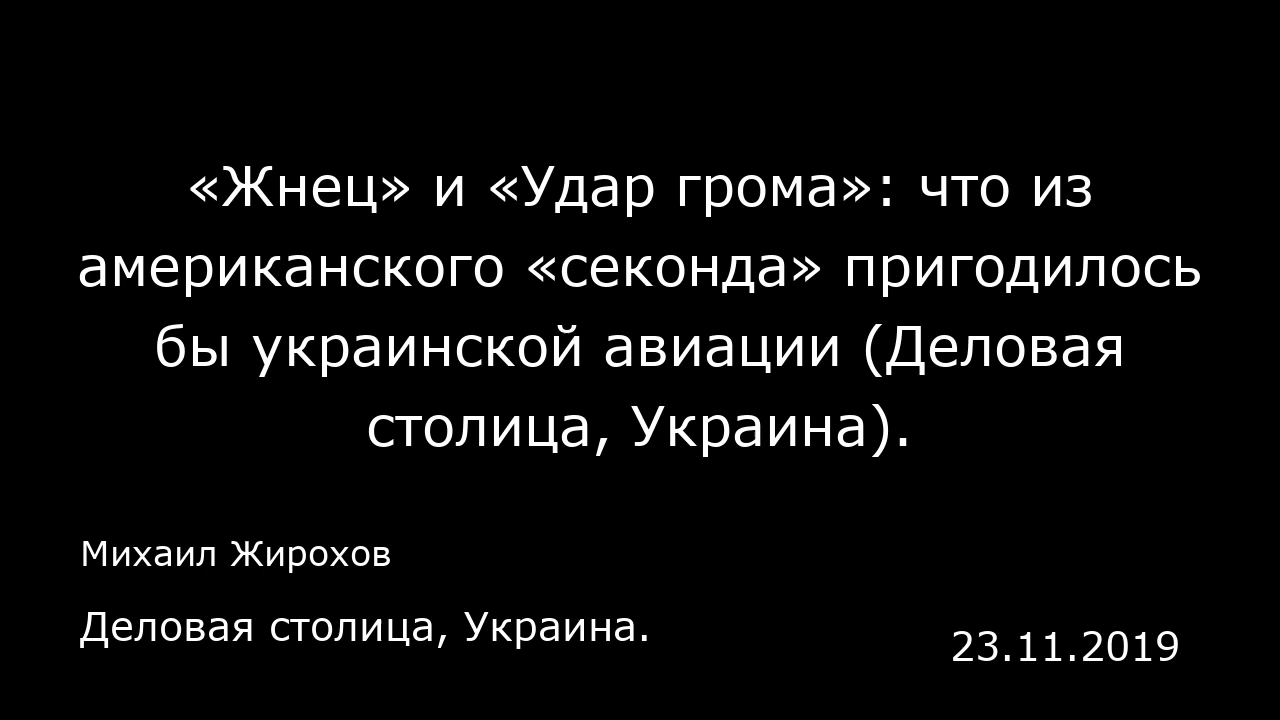 «Жнец» и «Удар грома»: что из
американского «секонда» пригодилось
бы украинской авиации (Деловая
столица, Украина).
Михаил Жирохов
Деловая столица, Украина.
23.11.2019